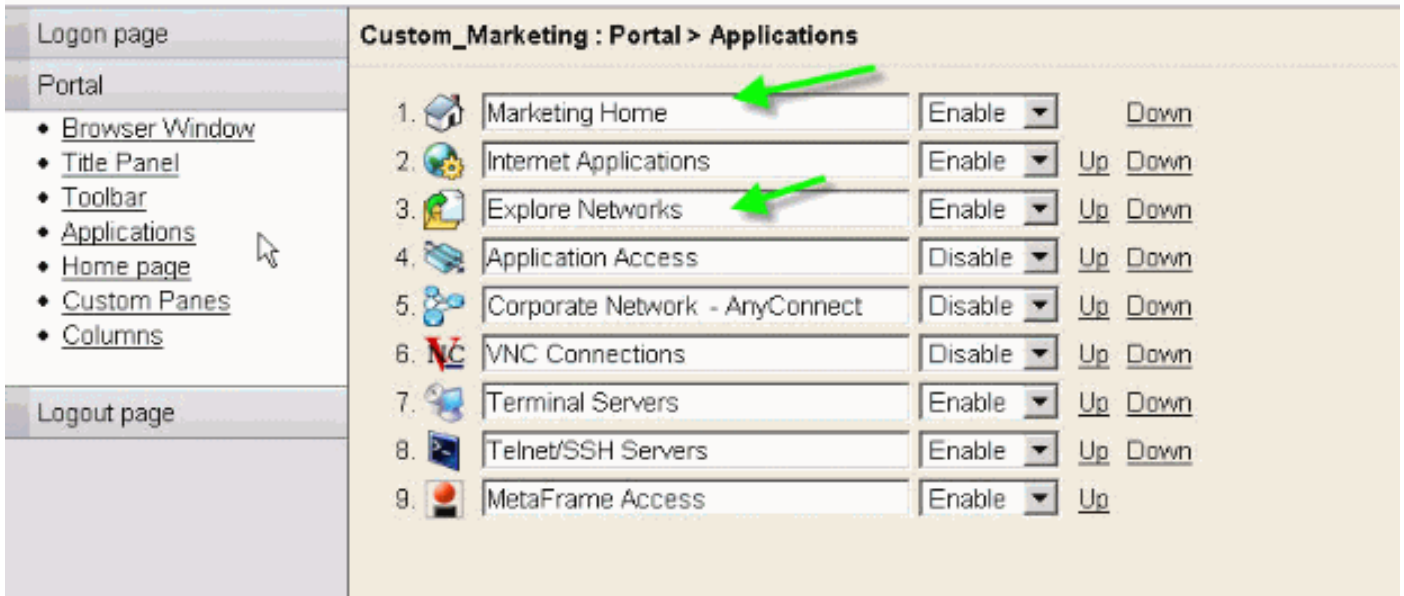 Logon page
Portal
• Browser Window
• Title Panel
• Toolbar
• Applications
• Home page
• Custom Panes
• Columns
Logout page
Custom_Marketing : Portal > Applications
1. Marketing Home Enable Down
2. Internet Applications Enable Up Down
3. Explore Networks Enable Up Down
4. Application Access Disable Up Down
5. Corporate Network - AnyConnect Disable Up Down
6. VNC VNC Connections Disable Up Down
7. Terminal Servers Enable Up Down
8. Telnet/SSH Servers Enable Up Down
9. MetaFrame Access Enable Up